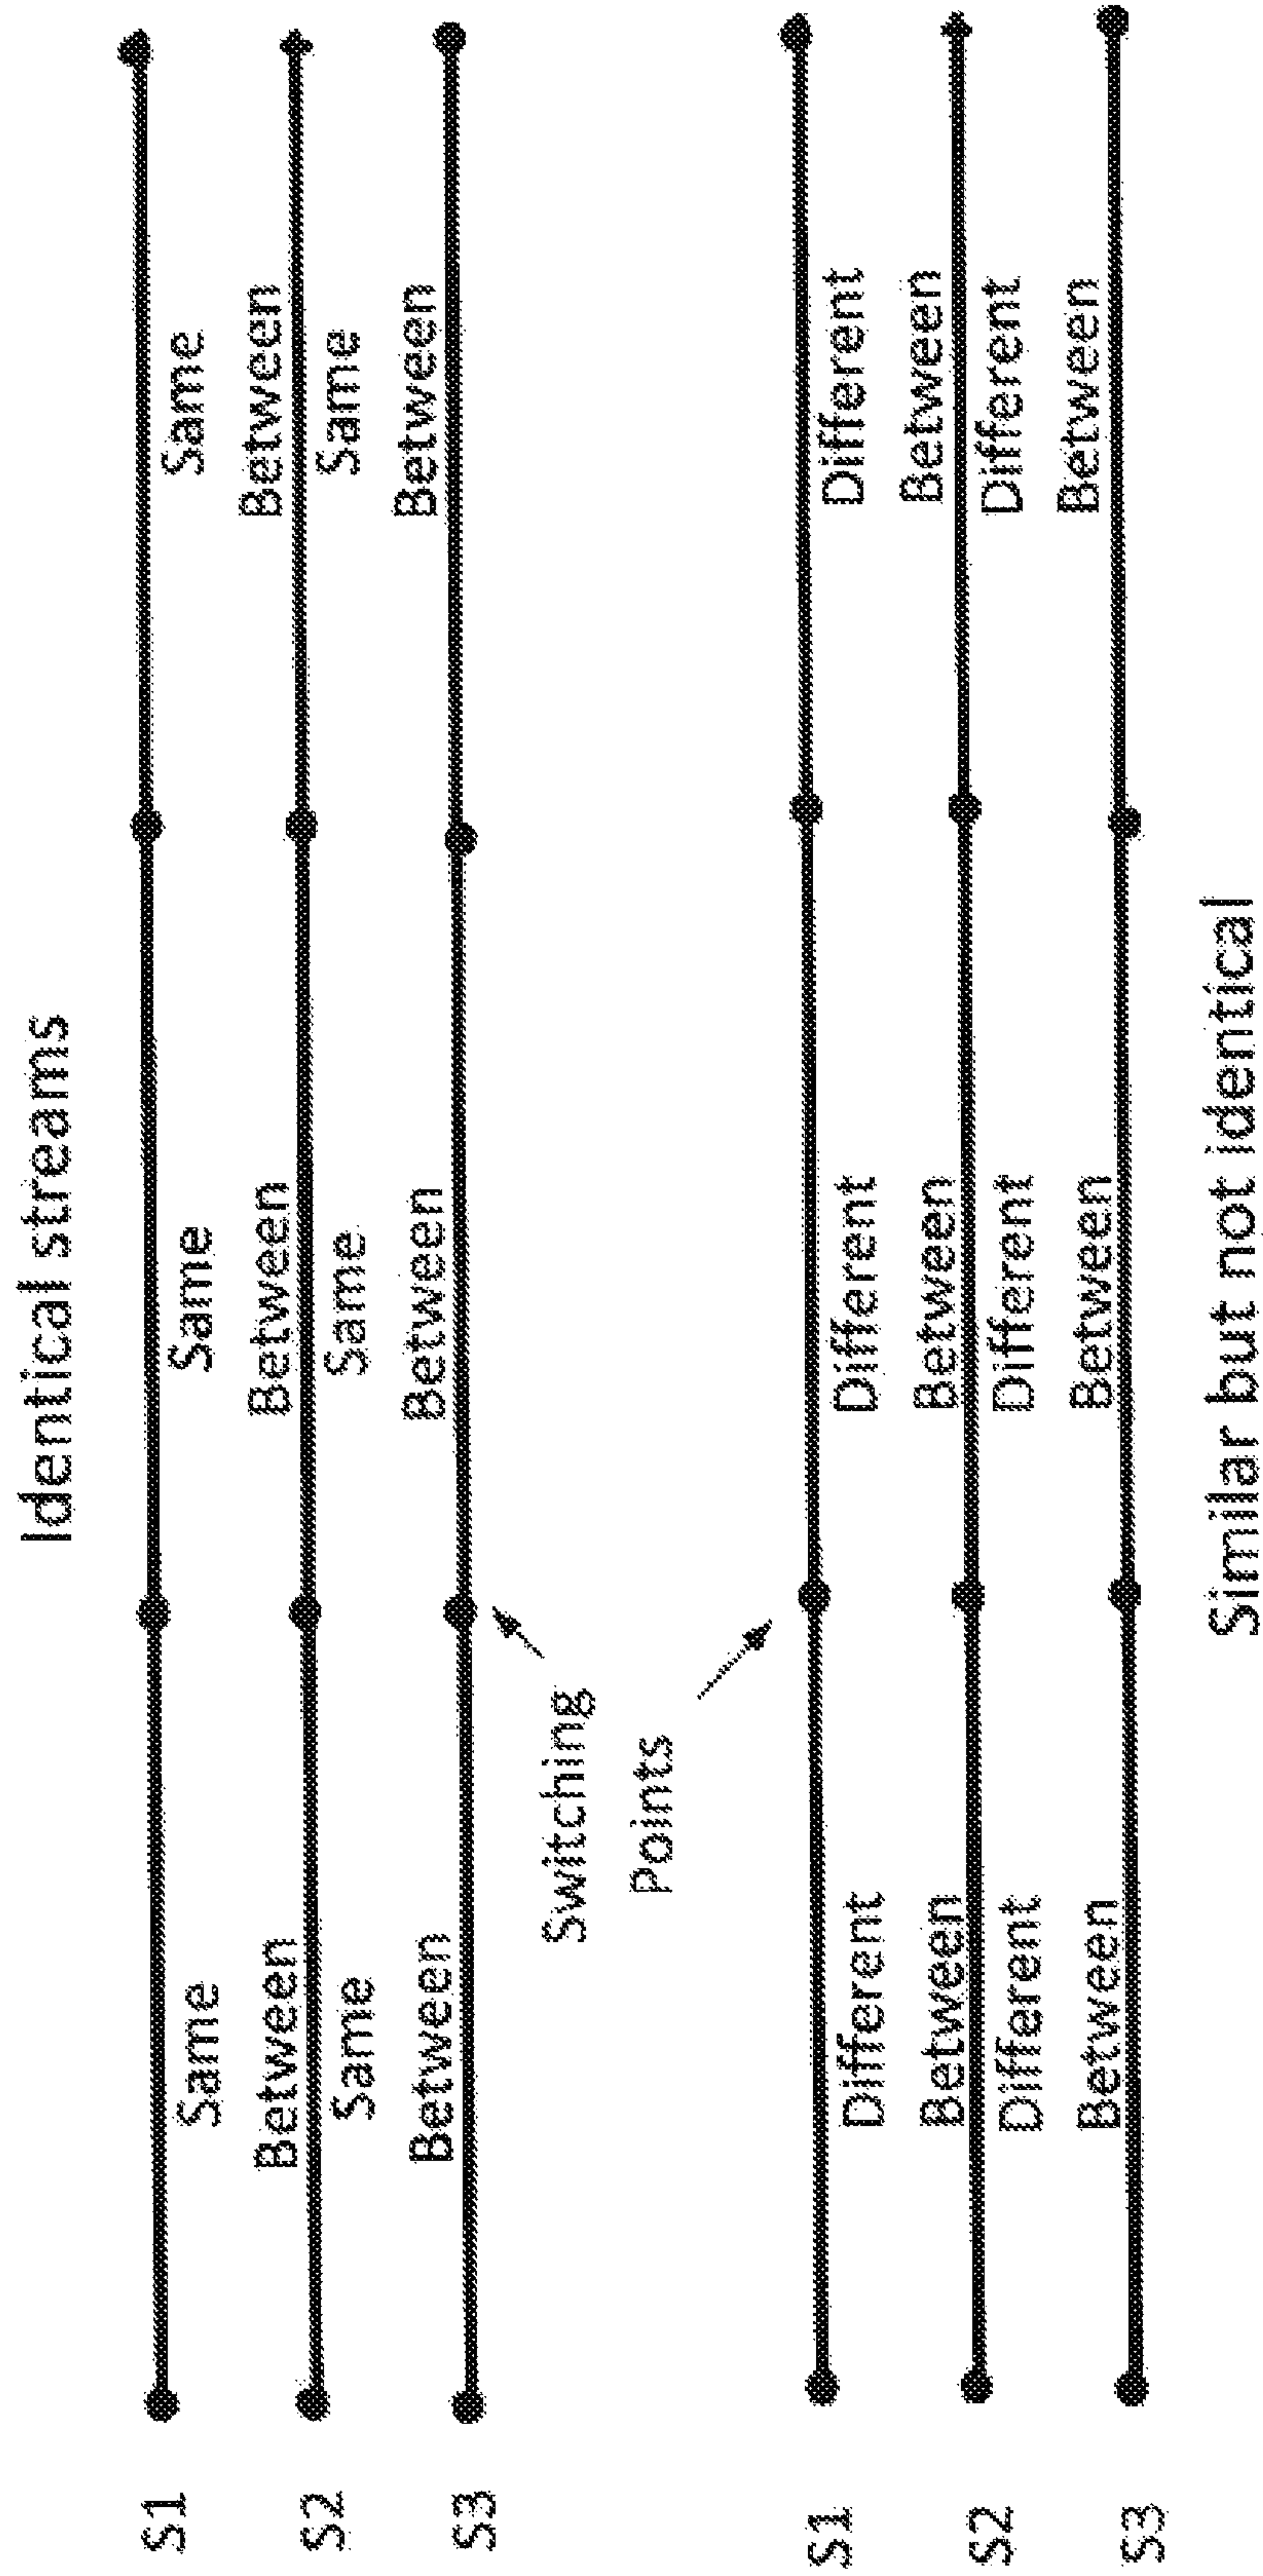 Identical streams
S1
Same Same Same
Between Between Between
S2
Same Same Same
Between Between Between
S3
Switching
Points
S1
Different Different Different
Between Between Between
S2
Different Different Different
Between Between Between
S3
Similar but not identical